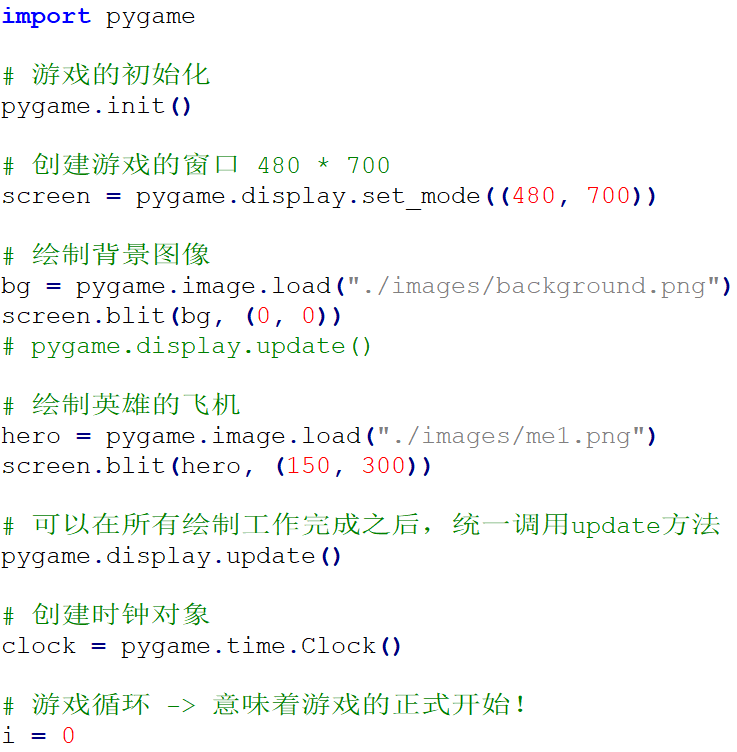 import pygame
# 游戏的初始化
pygame.init()
# 创建游戏的窗口 480 * 700
screen = pygame.display.set_mode((480, 700))
# 绘制背景图像
bg = pygame.image.load("./images/background.png")
screen.blit(bg, (0, 0))
# pygame.display.update()
# 绘制英雄的飞机
hero = pygame.image.load("./images/me1.png")
screen.blit(hero, (150, 300))
# 可以在所有绘制工作完成之后，统一调用update方法
pygame.display.update()
# 创建时钟对象
clock = pygame.time.Clock()
# 游戏循环 -> 意味着游戏的正式开始！
i = 0